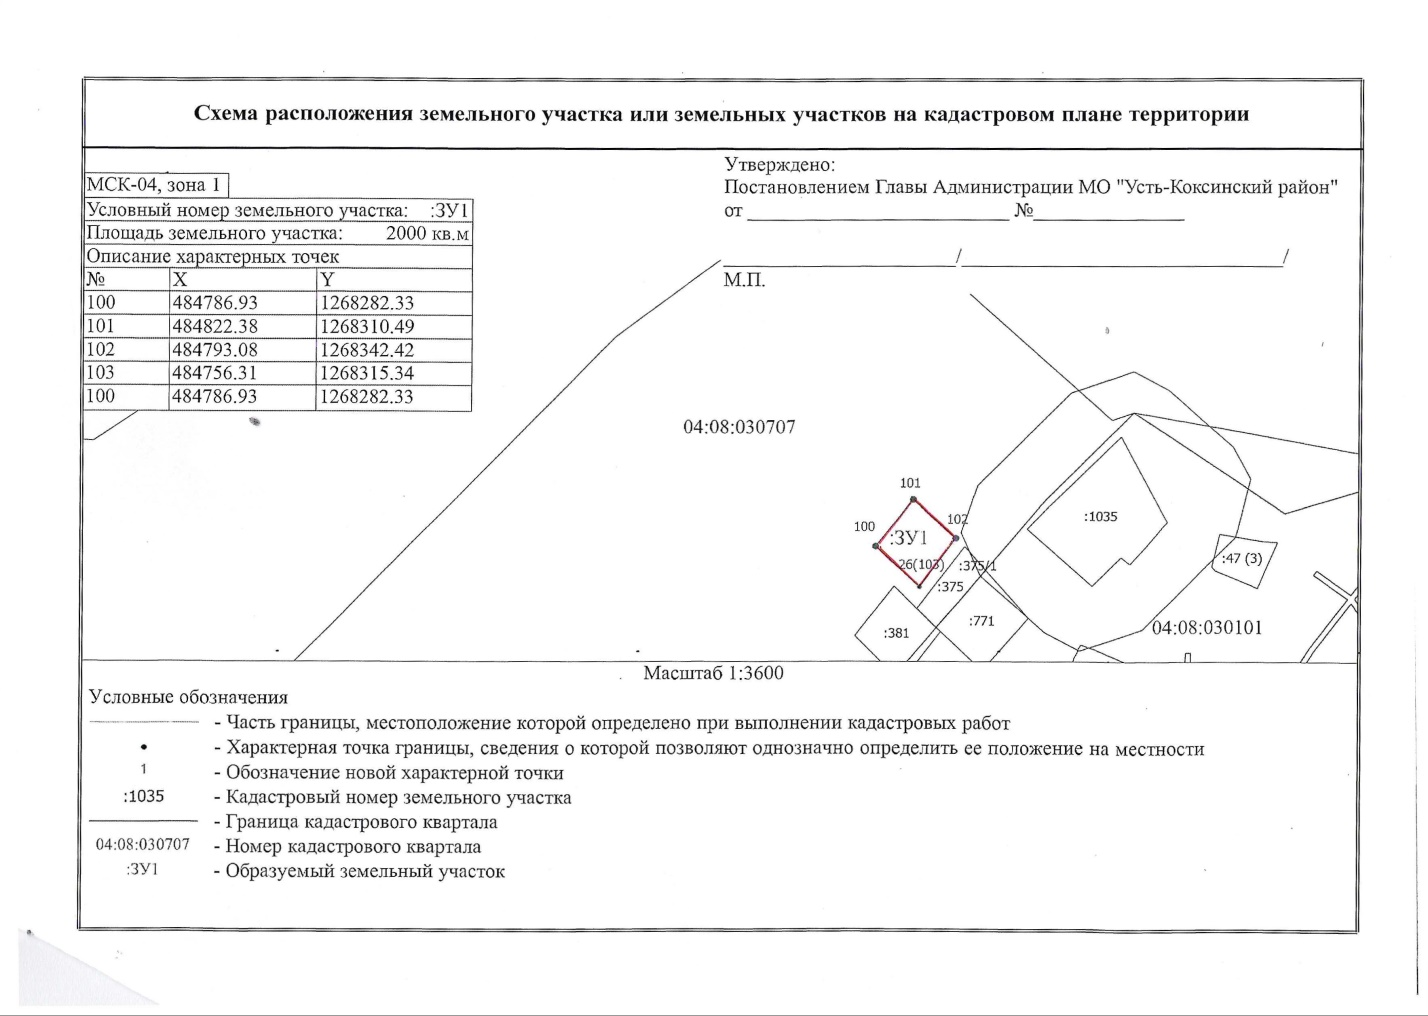 Схема расположения земельного участка или земельных участков на кадастровом плане территории
Утверждено:
Постановлением Главы Администрации МО "Усть-Коксинский район"
от __________ № __________
/ /
М.П.
МСК-04, зона 1
Условный номер земельного участка: :ЗУ1
Площадь земельного участка: 2000 кв.м
Описание характерных точек
№ X Y
100 484786.93 1268282.33
101 484822.38 1268310.49
102 484793.08 1268342.42
103 484756.31 1268315.34
100 484786.93 1268282.33
04:08:030707
101
100
102
:ЗУ1
26(103)
:375/1
:375
:381
:771
:1035
:47 (3)
04:08:030101
Масштаб 1:3600
Условные обозначения
- Часть границы, местоположение которой определено при выполнении кадастровых работ
- Характерная точка границы, сведения о которой позволяют однозначно определить ее положение на местности
1 - Обозначение новой характерной точки
:1035 - Кадастровый номер земельного участка
- Граница кадастрового квартала
04:08:030707 - Номер кадастрового квартала
:ЗУ1 - Образуемый земельный участок